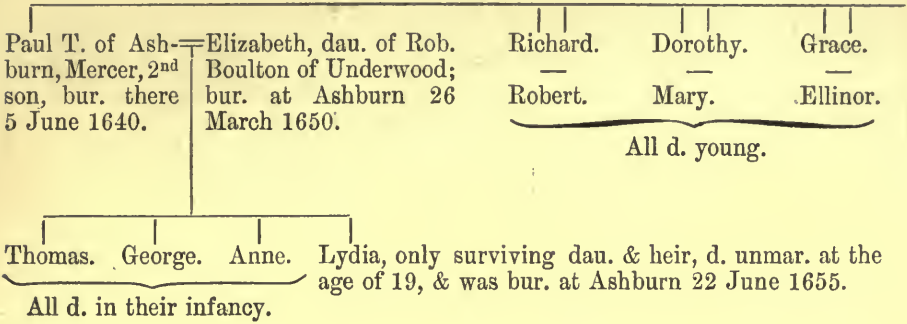 Paul T. of Ash-
burn, Mercer, 2nd
son, bur. there
5 June 1640.
Elizabeth, dau. of Rob.
Boulton of Underwood;
bur. at Ashburn 26
March 1650.
Richard. Dorothy. Grace.
Robert. Mary. Ellinor.
All d. young.
Thomas. George. Anne.
All d. in their infancy.
Lydia, only surviving dau. & heir, d. unmar. at the
age of 19, & was bur. at Ashburn 22 June 1655.